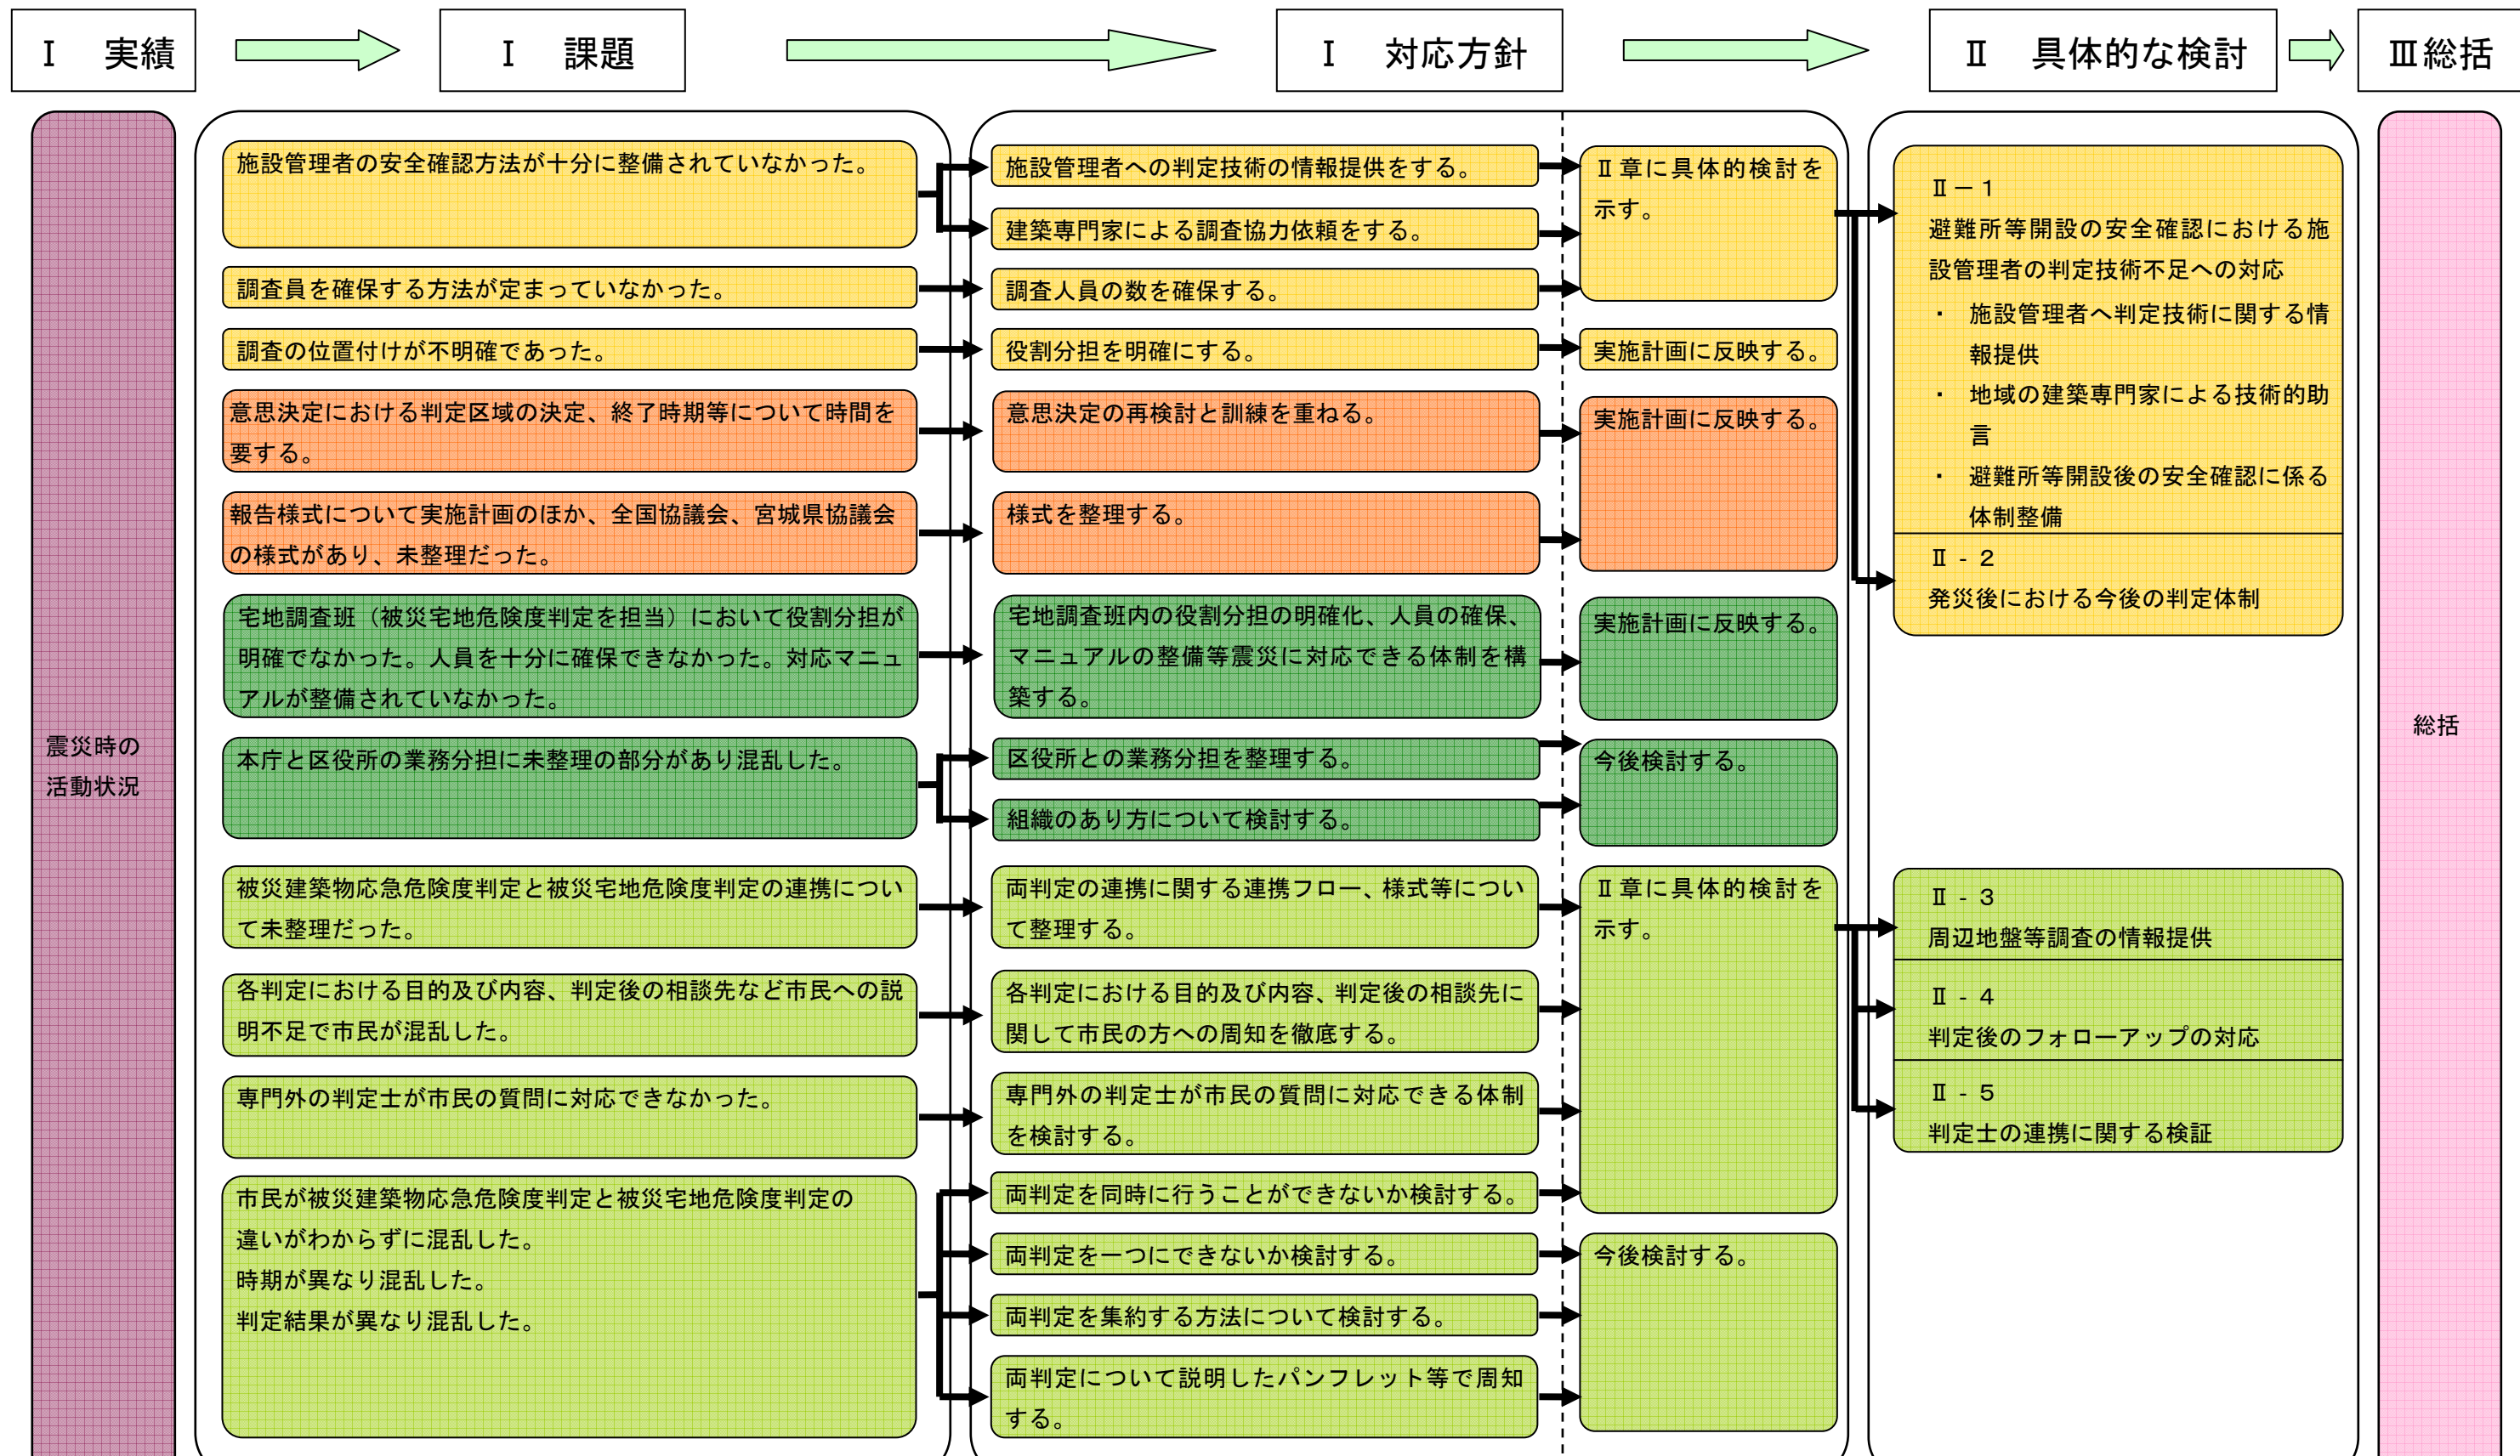 Ⅰ　実績
Ⅰ　課題
Ⅰ　対応方針
Ⅱ　具体的な検討
Ⅲ総括
震災時の
活動状況
施設管理者の安全確認方法が十分に整備されていなかった。
調査員を確保する方法が定まっていなかった。
調査の位置付けが不明確であった。
意思決定における判定区域の決定、終了時期等について時間を
要する。
報告様式について実施計画のほか、全国協議会、宮城県協議会
の様式があり、未整理だった。
宅地調査班（被災宅地危険度判定を担当）において役割分担が
明確でなかった。人員を十分に確保できなかった。対応マニュ
アルが整備されていなかった。
本庁と区役所の業務分担に未整理の部分があり混乱した。
被災建築物応急危険度判定と被災宅地危険度判定の連携につい
て未整理だった。
各判定における目的及び内容、判定後の相談先など市民への説
明不足で市民が混乱した。
専門外の判定士が市民の質問に対応できなかった。
市民が被災建築物応急危険度判定と被災宅地危険度判定の
違いがわからずに混乱した。
時期が異なり混乱した。
判定結果が異なり混乱した。
施設管理者への判定技術の情報提供をする。
建築専門家による調査協力依頼をする。
調査人員の数を確保する。
役割分担を明確にする。
意思決定の再検討と訓練を重ねる。
様式を整理する。
宅地調査班内の役割分担の明確化、人員の確保、
マニュアルの整備等震災に対応できる体制を構
築する。
区役所との業務分担を整理する。
組織のあり方について検討する。
両判定の連携に関する連携フロー、様式等につい
て整理する。
各判定における目的及び内容、判定後の相談先に
関して市民の方への周知を徹底する。
専門外の判定士が市民の質問に対応できる体制
を検討する。
両判定を同時に行うことができないか検討する。
両判定を一つにできないか検討する。
両判定を集約する方法について検討する。
両判定について説明したパンフレット等で周知
する。
Ⅱ章に具体的検討を
示す。
実施計画に反映する。
実施計画に反映する。
実施計画に反映する。
今後検討する。
Ⅱ章に具体的検討を
示す。
今後検討する。
Ⅱ－１
避難所等開設の安全確認における施
設管理者の判定技術不足への対応
・　施設管理者へ判定技術に関する情
報提供
・　地域の建築専門家による技術的助
言
・　避難所等開設後の安全確認に係る
体制整備
Ⅱ‐２
発災後における今後の判定体制
Ⅱ‐３
周辺地盤等調査の情報提供
Ⅱ‐４
判定後のフォローアップの対応
Ⅱ‐５
判定士の連携に関する検証
総括